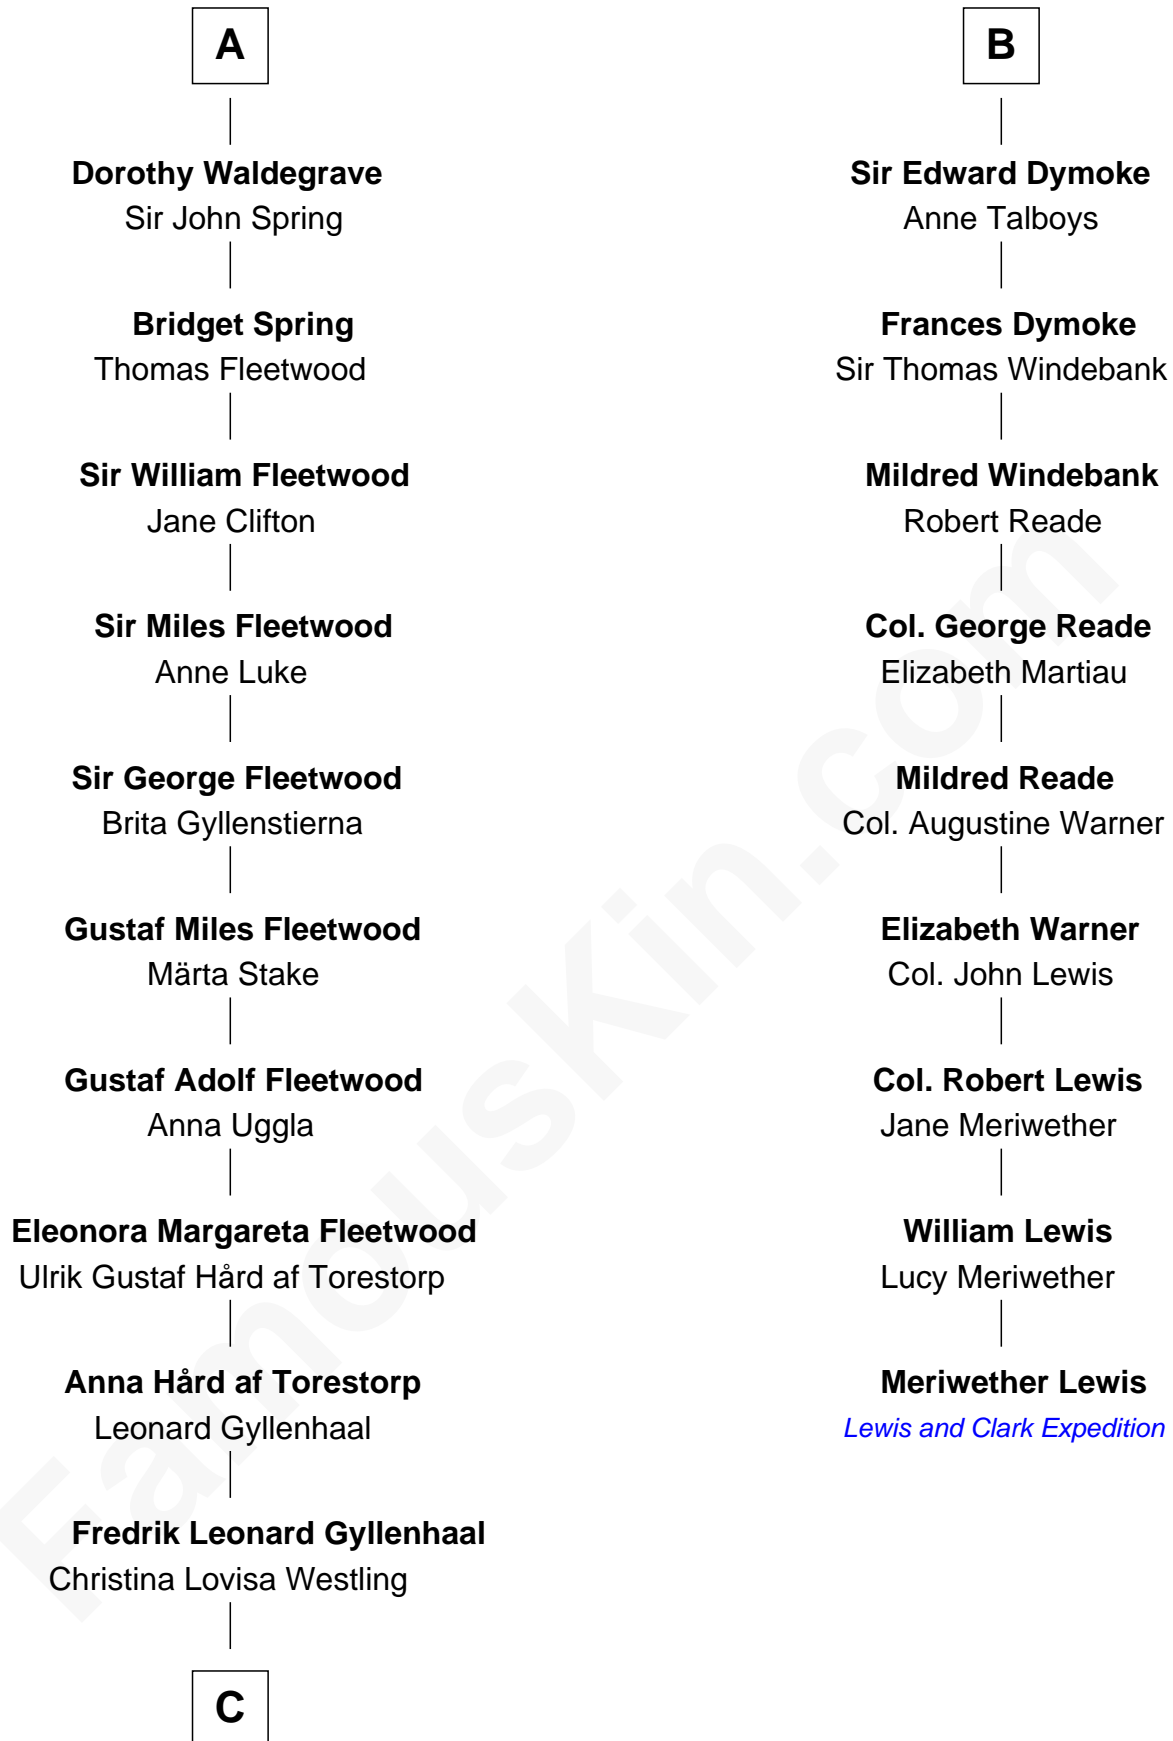 A
Dorothy Waldegrave
Sir John Spring
Bridget Spring
Thomas Fleetwood
Sir William Fleetwood
Jane Clifton
Sir Miles Fleetwood
Anne Luke
Sir George Fleetwood
Brita Gyllenstierna
Gustaf Miles Fleetwood
Märta Stake
Gustaf Adolf Fleetwood
Anna Uggla
Eleonora Margareta Fleetwood
Ulrik Gustaf Hård af Torestorp
Anna Hård af Torestorp
Leonard Gyllenhaal
Fredrik Leonard Gyllenhaal
Christina Lovisa Westling
C
B
Sir Edward Dymoke
Anne Talboys
Frances Dymoke
Sir Thomas Windebank
Mildred Windebank
Robert Reade
Col. George Reade
Elizabeth Martiau
Mildred Reade
Col. Augustine Warner
Elizabeth Warner
Col. John Lewis
Col. Robert Lewis
Jane Meriwether
William Lewis
Lucy Meriwether
Meriwether Lewis
Lewis and Clark Expedition
FamousKin.com